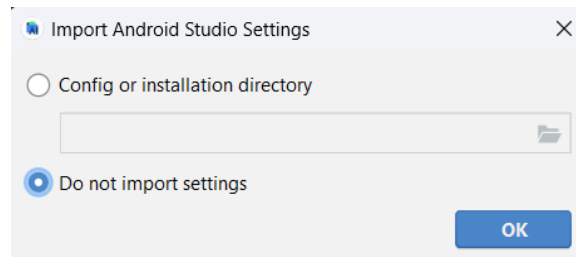 Import Android Studio Settings
Config or installation directory
Do not import settings
OK